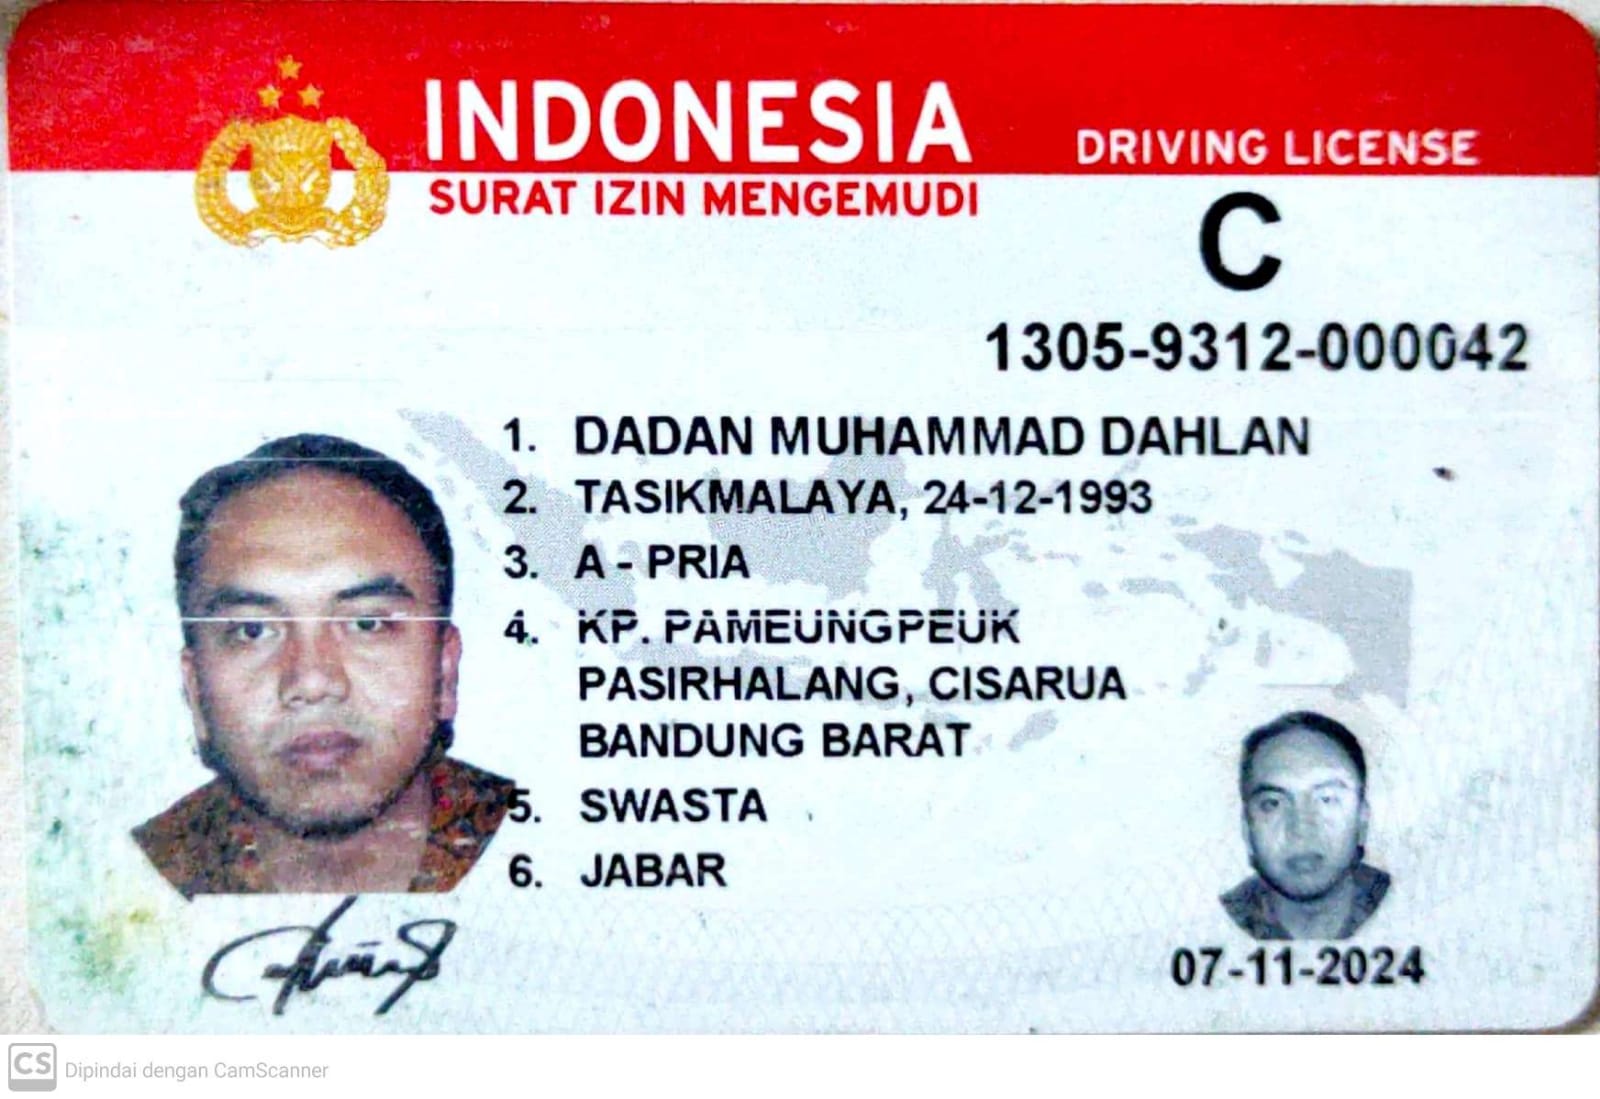 INDONESIA
DRIVING LICENSE
SURAT IZIN MENGEMUDI
C
1305-9312-000042
1. DADAN MUHAMMAD DAHLAN
2. TASIKMALAYA, 24-12-1993
3. A - PRIA
4. KP. PAMEUNGPEUK
PASIRHALANG, CISARUA
BANDUNG BARAT
5. SWASTA
6. JABAR
07-11-2024
CS Dipindai dengan CamScanner